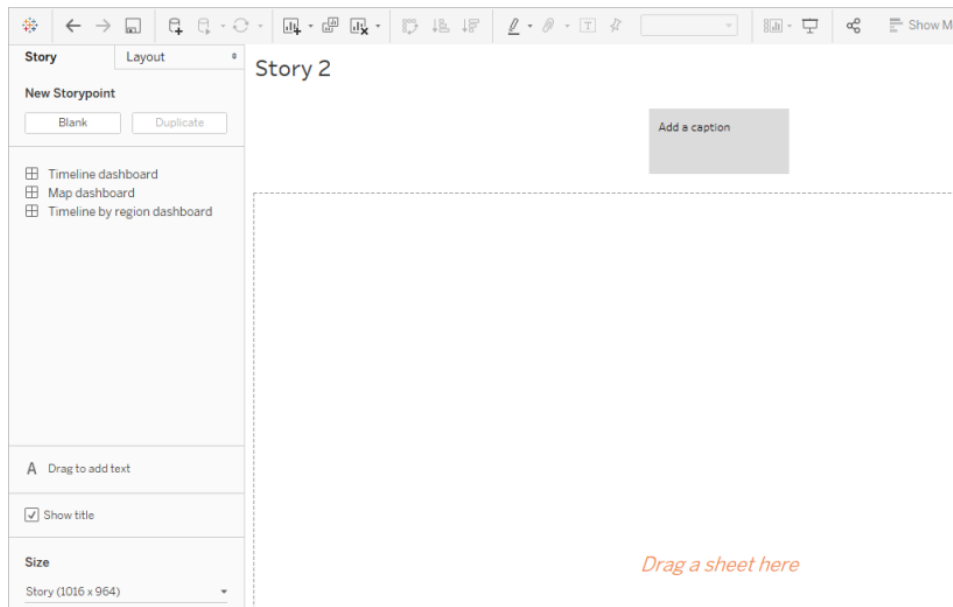 Show M
Story
Layout
Story 2
New Storypoint
Blank
Duplicate
Add a caption
Timeline dashboard
Map dashboard
Timeline by region dashboard
A Drag to add text
Show title
Drag a sheet here
Size
Story (1016 x 964)